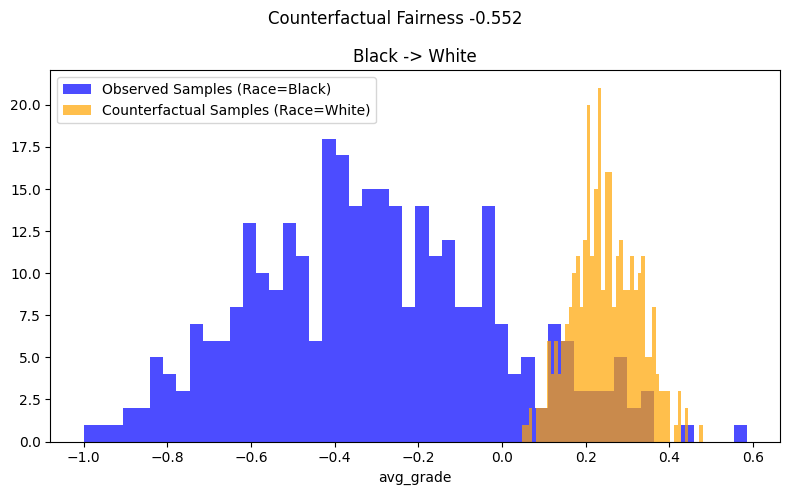 Counterfactual Fairness -0.552
Black -> White
Observed Samples (Race=Black)
Counterfactual Samples (Race=White)
20.0
17.5
15.0
12.5
10.0
7.5
5.0
2.5
0.0
−1.0 −0.8 −0.6 −0.4 −0.2 0.0 0.2 0.4 0.6
avg_grade